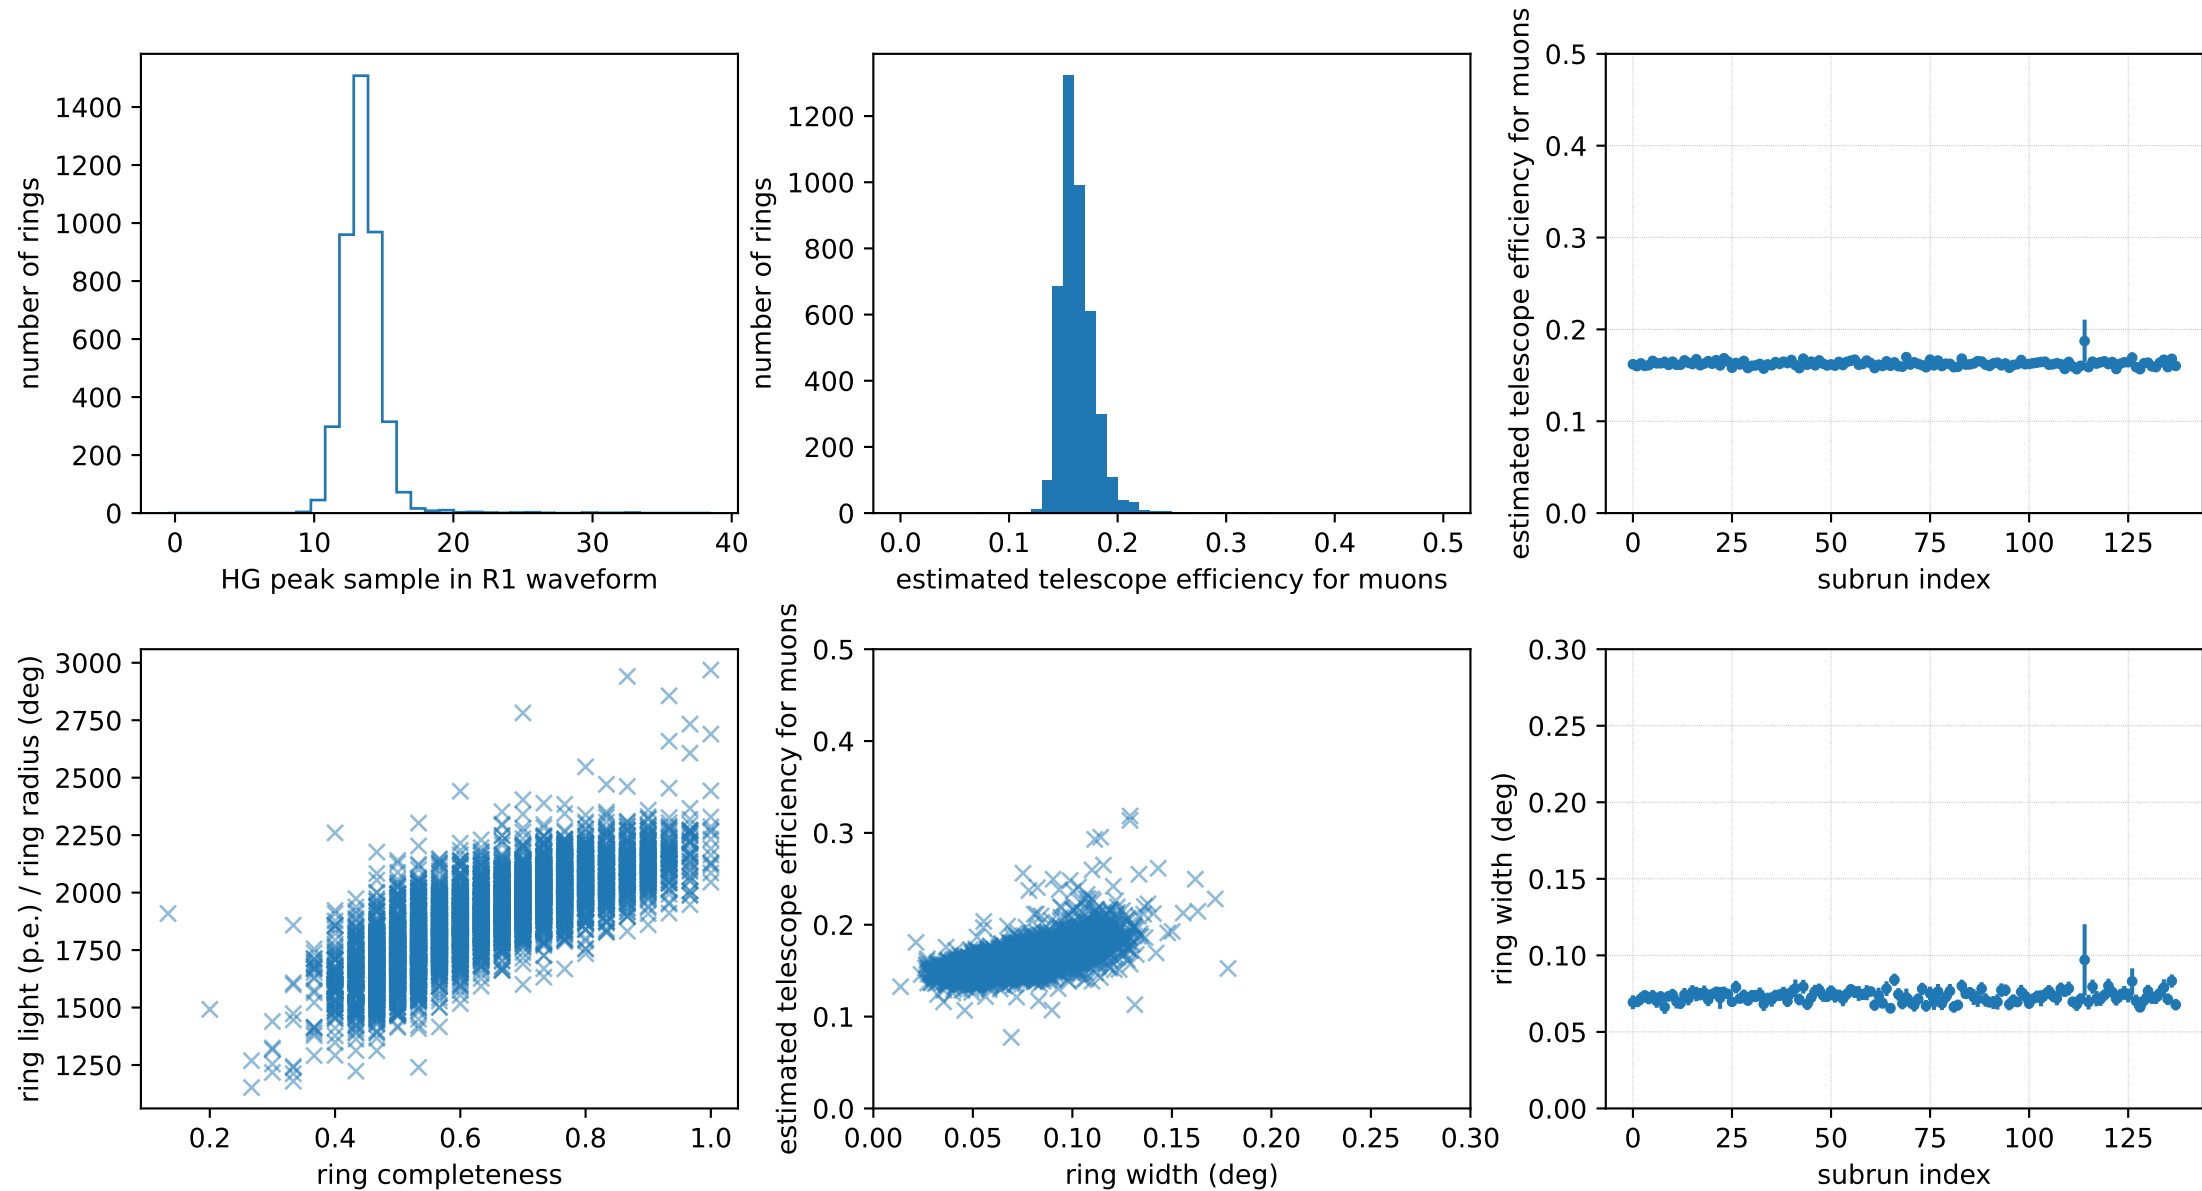 1400
1200
1000
800
600
400
200
0
number of rings
0 10 20 30 40
HG peak sample in R1 waveform
1200
1000
800
600
400
200
0
number of rings
0.0 0.1 0.2 0.3 0.4 0.5
estimated telescope efficiency for muons
0.5
0.4
0.3
0.2
0.1
0.0
estimated telescope efficiency for muons
0 25 50 75 100 125
subrun index
3000
2750
2500
2250
2000
1750
1500
1250
ring light (p.e.) / ring radius (deg)
0.2 0.4 0.6 0.8 1.0
ring completeness
0.5
0.4
0.3
0.2
0.1
0.0
estimated telescope efficiency for muons
0.00 0.05 0.10 0.15 0.20 0.25 0.30
ring width (deg)
0.30
0.25
0.20
0.15
0.10
0.05
0.00
ring width (deg)
0 25 50 75 100 125
subrun index